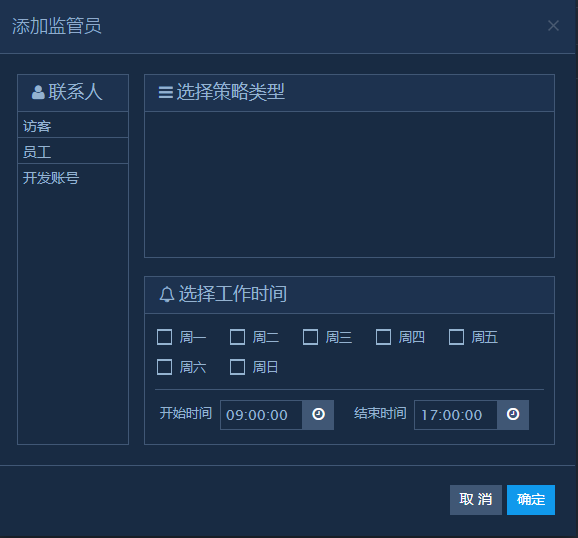 添加监管员
联系人
访客
员工
开发账号
选择策略类型
选择工作时间
周一 周二 周三 周四 周五
周六 周日
开始时间 09:00:00 结束时间 17:00:00
取 消 确定